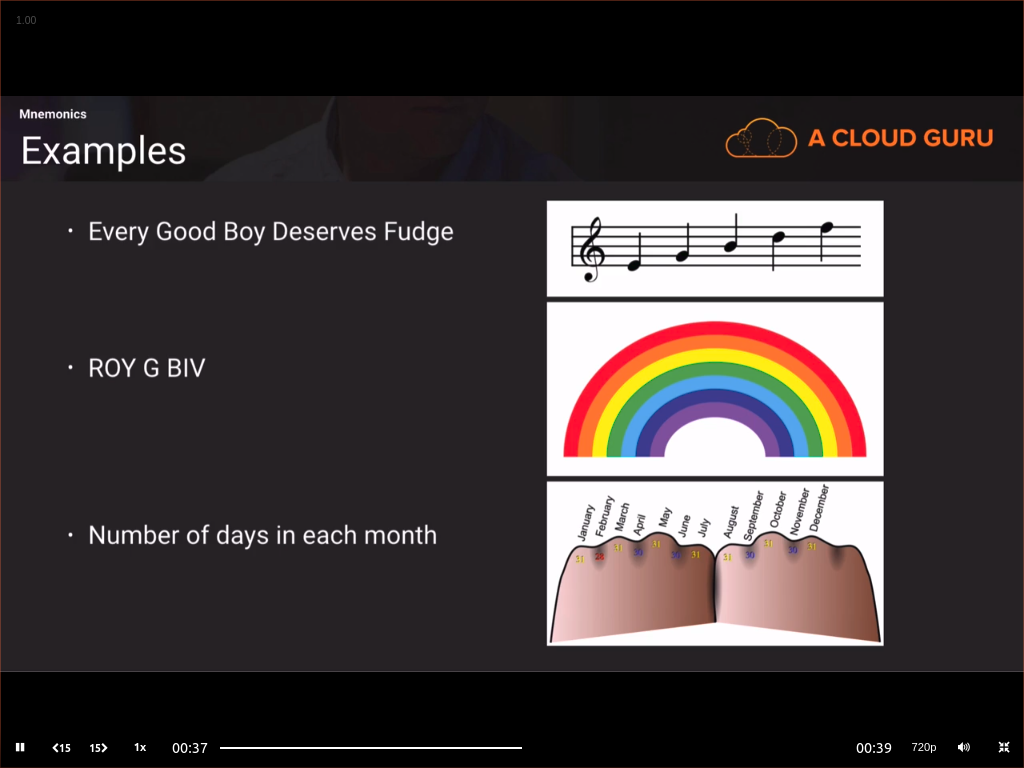 1.00
Mnemonics
Examples
A CLOUD GURU
• Every Good Boy Deserves Fudge
• ROY G BIV
• Number of days in each month
January February March April May June July August September October November December
31 28 31 30 31 30 31 31 30 31 30 31
15 15 1x 00:37 00:39 720p